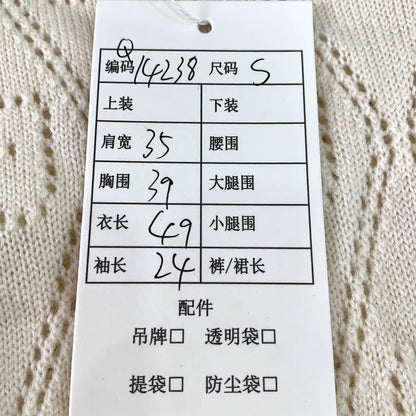 Q
编码 14238 尺码 S
上装 下装
肩宽 35 腰围
胸围 39 大腿围
衣长 49 小腿围
袖长 24 裤/裙长
配件
吊牌□ 透明袋□
提袋□ 防尘袋□